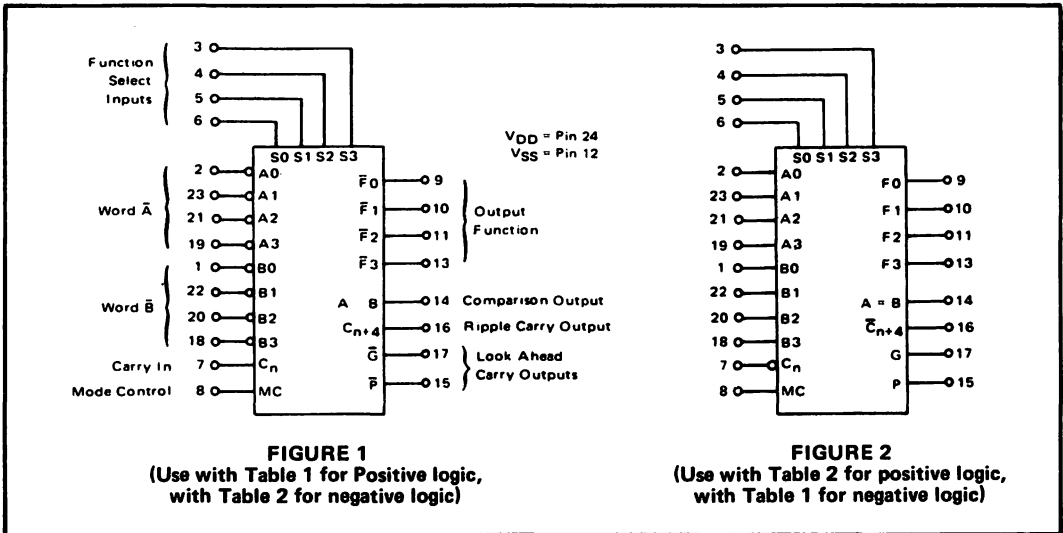 Function
Select
Inputs
3
4
5
6
S0 S1 S2 S3
VDD = Pin 24
VSS = Pin 12
Word A̅
2 A0
23 A1
21 A2
19 A3
Word B̅
1 B0
22 B1
20 B2
18 B3
Carry In 7 Cn
Mode Control 8 MC
F̅0 9
F̅1 10
F̅2 11
F̅3 13
Output
Function
A B 14 Comparison Output
Cn+4 16 Ripple Carry Output
G̅ 17
P̅ 15
Look Ahead
Carry Outputs
FIGURE 1
(Use with Table 1 for Positive logic,
with Table 2 for negative logic)
3
4
5
6
S0 S1 S2 S3
2 A0
23 A1
21 A2
19 A3
1 B0
22 B1
20 B2
18 B3
7 Cn
8 MC
F0 9
F1 10
F2 11
F3 13
A = B 14
C̅n+4 16
G 17
P 15
FIGURE 2
(Use with Table 2 for positive logic,
with Table 1 for negative logic)